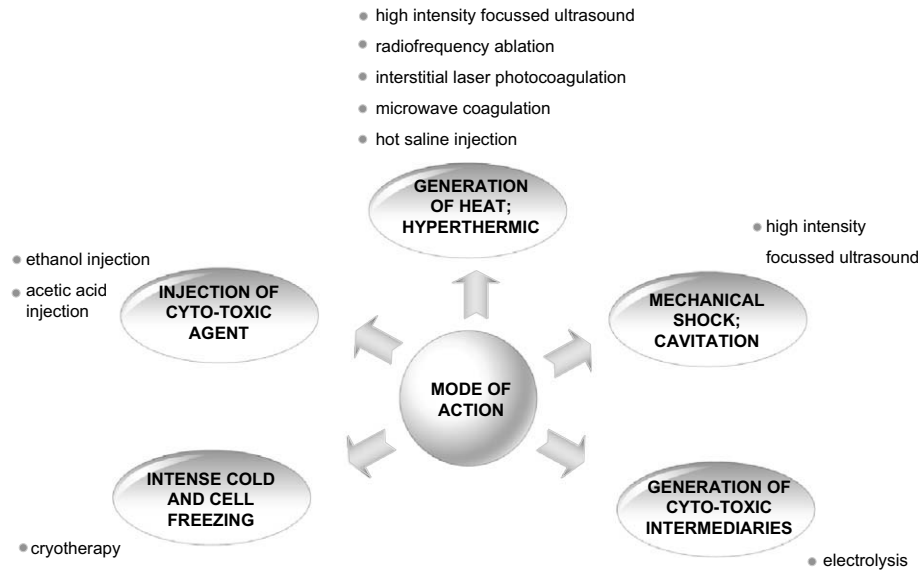 high intensity focussed ultrasound
radiofrequency ablation
interstitial laser photocoagulation
microwave coagulation
hot saline injection
GENERATION
OF HEAT;
HYPERTHERMIC
high intensity
focussed ultrasound
ethanol injection
acetic acid
injection
INJECTION OF
CYTO-TOXIC
AGENT
MECHANICAL
SHOCK;
CAVITATION
MODE OF
ACTION
INTENSE COLD
AND CELL
FREEZING
GENERATION OF
CYTO-TOXIC
INTERMEDIARIES
cryotherapy
electrolysis